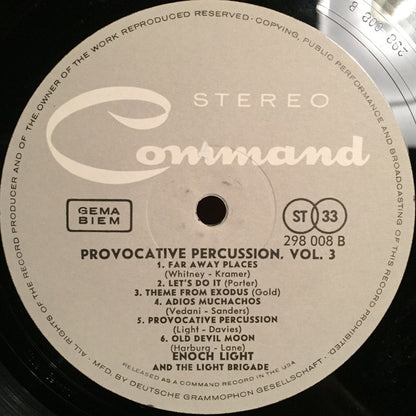 ALL RIGHTS OF THE RECORD PRODUCER AND OF THE OWNER OF THE WORK REPRODUCED RESERVED · COPYING, PUBLIC PERFORMANCE AND BROADCASTING OF THIS RECORD PROHIBITED.
STEREO
Command
GEMA
BIEM
ST 33
298 008 B
PROVOCATIVE PERCUSSION. VOL. 3
1. FAR AWAY PLACES
(Whitney - Kramer)
2. LET'S DO IT (Porter)
3. THEME FROM EXODUS (Gold)
4. ADIOS MUCHACHOS
(Vedani - Sanders)
5. PROVOCATIVE PERCUSSION
(Light - Davies)
6. OLD DEVIL MOON
(Harburg - Lane)
ENOCH LIGHT
AND THE LIGHT BRIGADE
RELEASED AS A COMMAND RECORD IN THE USA
MFD. BY DEUTSCHE GRAMMOPHON GESELLSCHAFT.